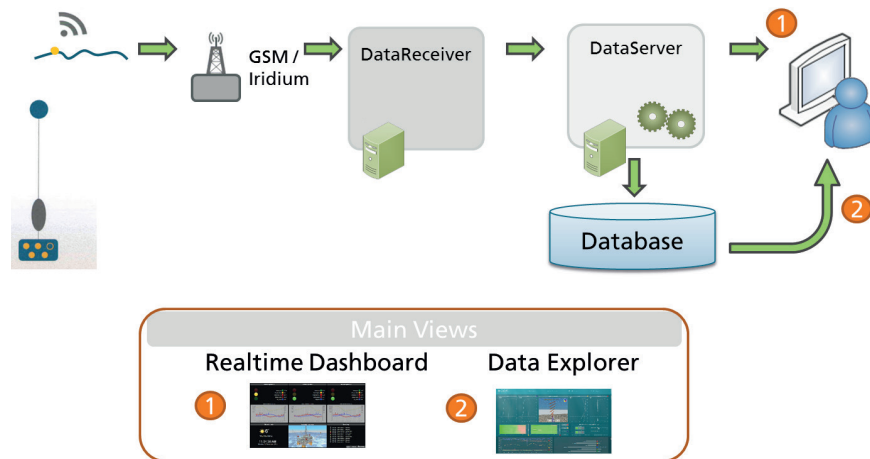 1
GSM /
Iridium
DataReceiver
DataServer
2
Database
Main Views
Realtime Dashboard
Data Explorer
1
2